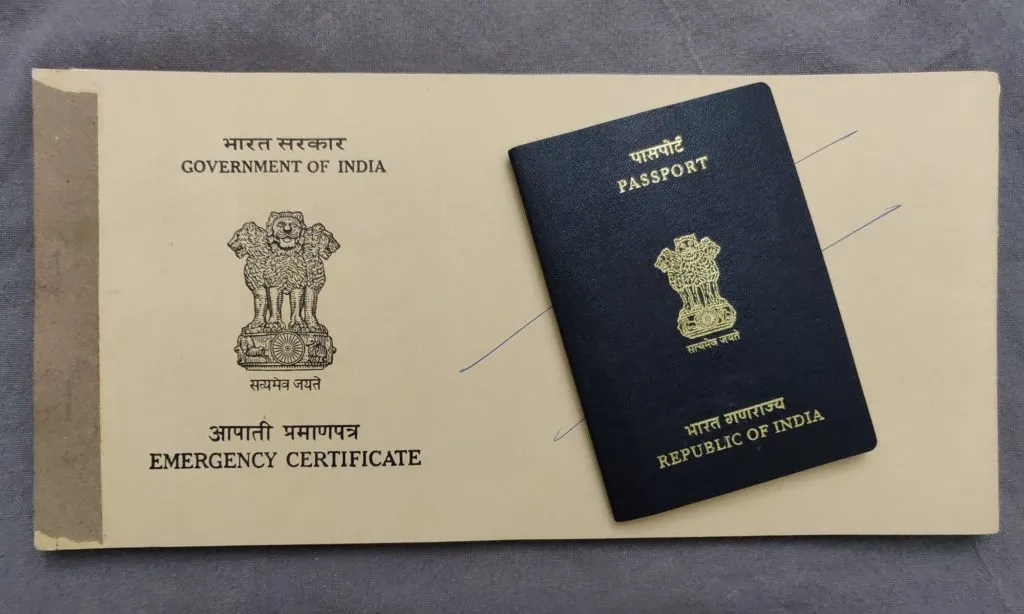 भारत सरकार
GOVERNMENT OF INDIA
सत्यमेव जयते
आपाती प्रमाणपत्र
EMERGENCY CERTIFICATE
पासपोर्ट
PASSPORT
सत्यमेव जयते
भारत गणराज्य
REPUBLIC OF INDIA